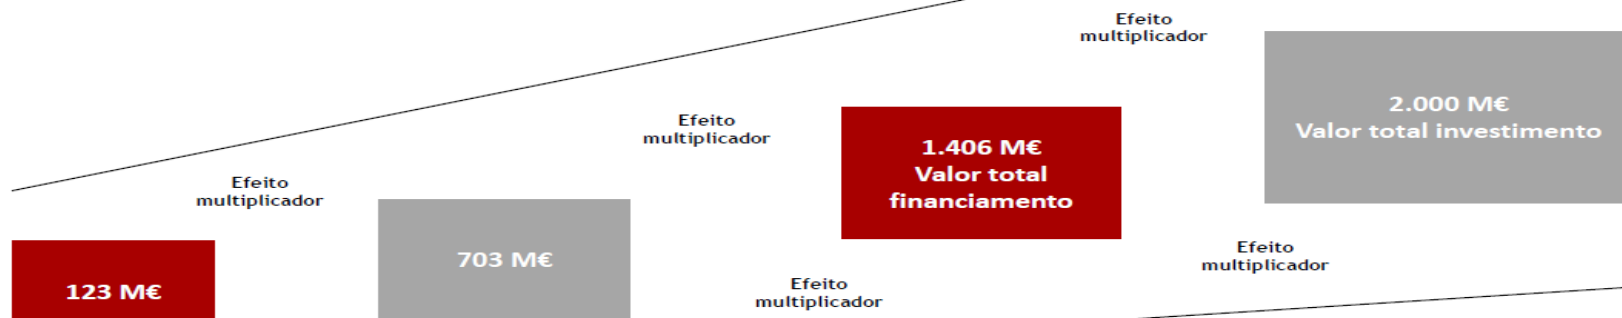 Efeito
multiplicador
2.000 M€
Valor total investimento
Efeito
multiplicador
1.406 M€
Valor total
financiamento
Efeito
multiplicador
703 M€
Efeito
multiplicador
123 M€
Efeito
multiplicador